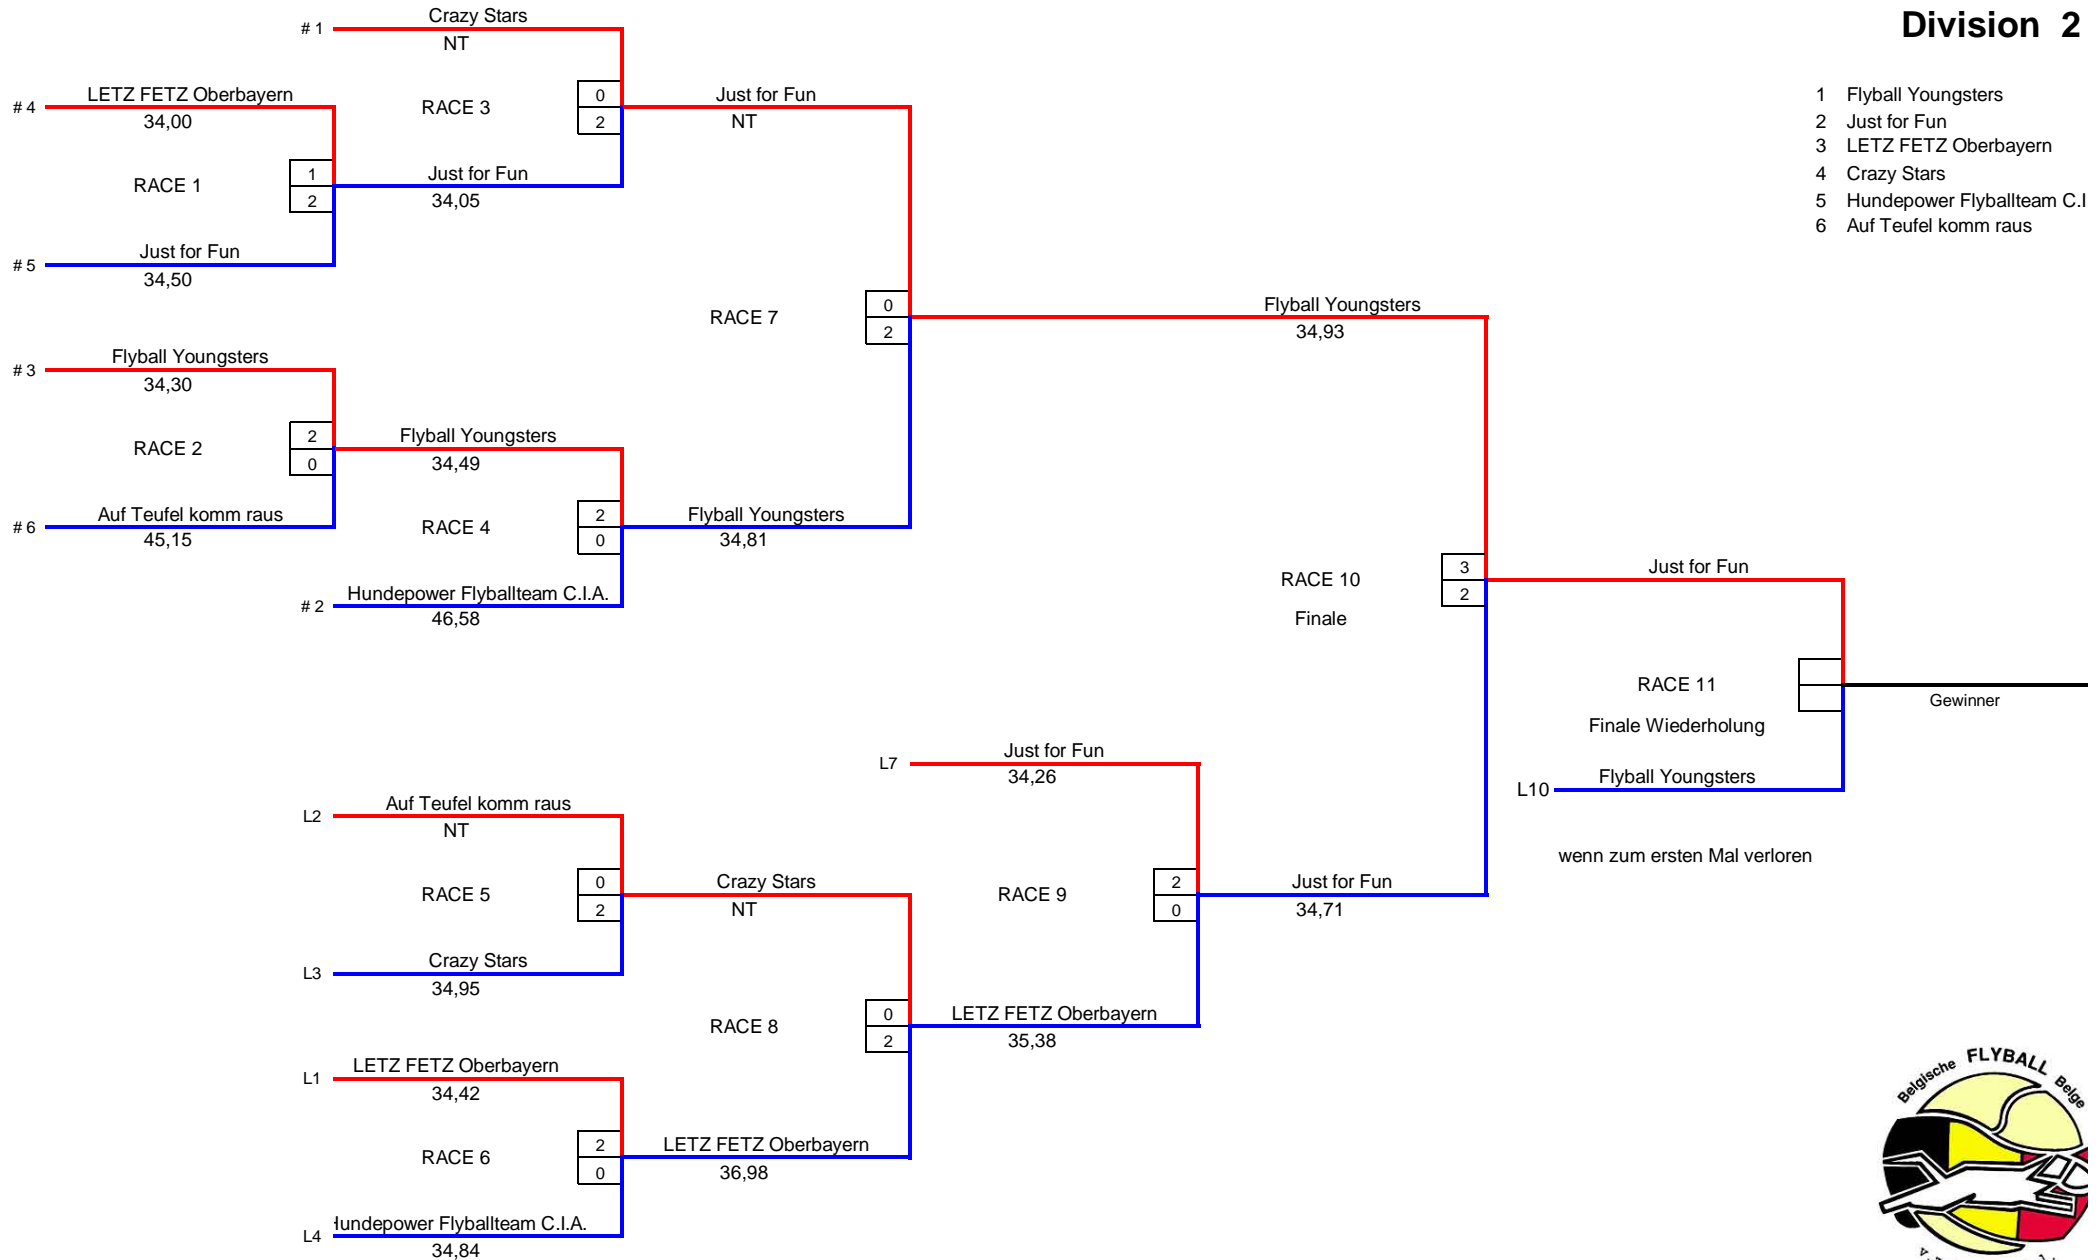 Division 2
1 Flyball Youngsters
2 Just for Fun
3 LETZ FETZ Oberbayern
4 Crazy Stars
5 Hundepower Flyballteam C.I
6 Auf Teufel komm raus
# 1
Crazy Stars
NT
# 4
LETZ FETZ Oberbayern
34,00
RACE 3
0
2
Just for Fun
NT
RACE 1
1
2
Just for Fun
34,05
# 5
Just for Fun
34,50
RACE 7
0
2
Flyball Youngsters
34,93
# 3
Flyball Youngsters
34,30
RACE 2
2
0
Flyball Youngsters
34,49
# 6
Auf Teufel komm raus
45,15
RACE 4
2
0
Flyball Youngsters
34,81
# 2
Hundepower Flyballteam C.I.A.
46,58
RACE 10
Finale
3
2
Just for Fun
RACE 11
Finale Wiederholung
Gewinner
L10
Flyball Youngsters
wenn zum ersten Mal verloren
L7
Just for Fun
34,26
L2
Auf Teufel komm raus
NT
RACE 5
0
2
Crazy Stars
NT
RACE 9
2
0
Just for Fun
34,71
L3
Crazy Stars
34,95
RACE 8
0
2
LETZ FETZ Oberbayern
35,38
L1
LETZ FETZ Oberbayern
34,42
RACE 6
2
0
LETZ FETZ Oberbayern
36,98
L4
Hundepower Flyballteam C.I.A.
34,84
Belgische FLYBALL Belge